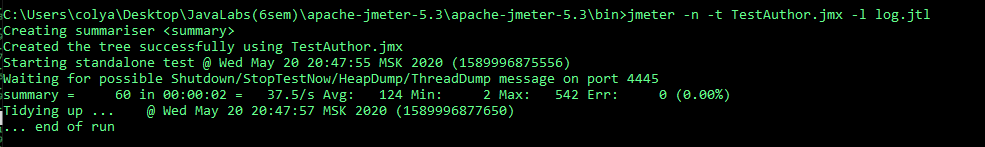 C:\Users\colya\Desktop\JavaLabs(6sem)\apache-jmeter-5.3\apache-jmeter-5.3\bin>jmeter -n -t TestAuthor.jmx -l log.jtl
Creating summariser <summary>
Created the tree successfully using TestAuthor.jmx
Starting standalone test @ Wed May 20 20:47:55 MSK 2020 (1589996875556)
Waiting for possible Shutdown/StopTestNow/HeapDump/ThreadDump message on port 4445
summary =     60 in 00:00:02 =   37.5/s Avg:   124 Min:     2 Max:   542 Err:     0 (0.00%)
Tidying up ...    @ Wed May 20 20:47:57 MSK 2020 (1589996877650)
... end of run